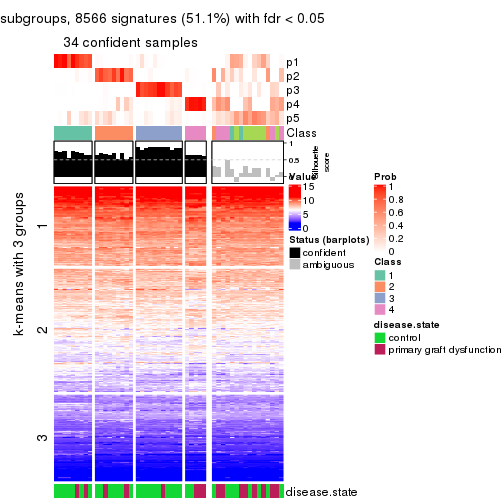 subgroups, 8566 signatures (51.1%) with fdr < 0.05
34 confident samples
p1
p2
p3
p4
p5
Class
1
0.5
0
Silhouette
score
k-means with 3 groups
1
2
3
disease.state
Value
15
10
5
0
Status (barplots)
confident
ambiguous
Prob
1
0.8
0.6
0.4
0.2
0
Class
1
2
3
4
disease.state
control
primary graft dysfunction